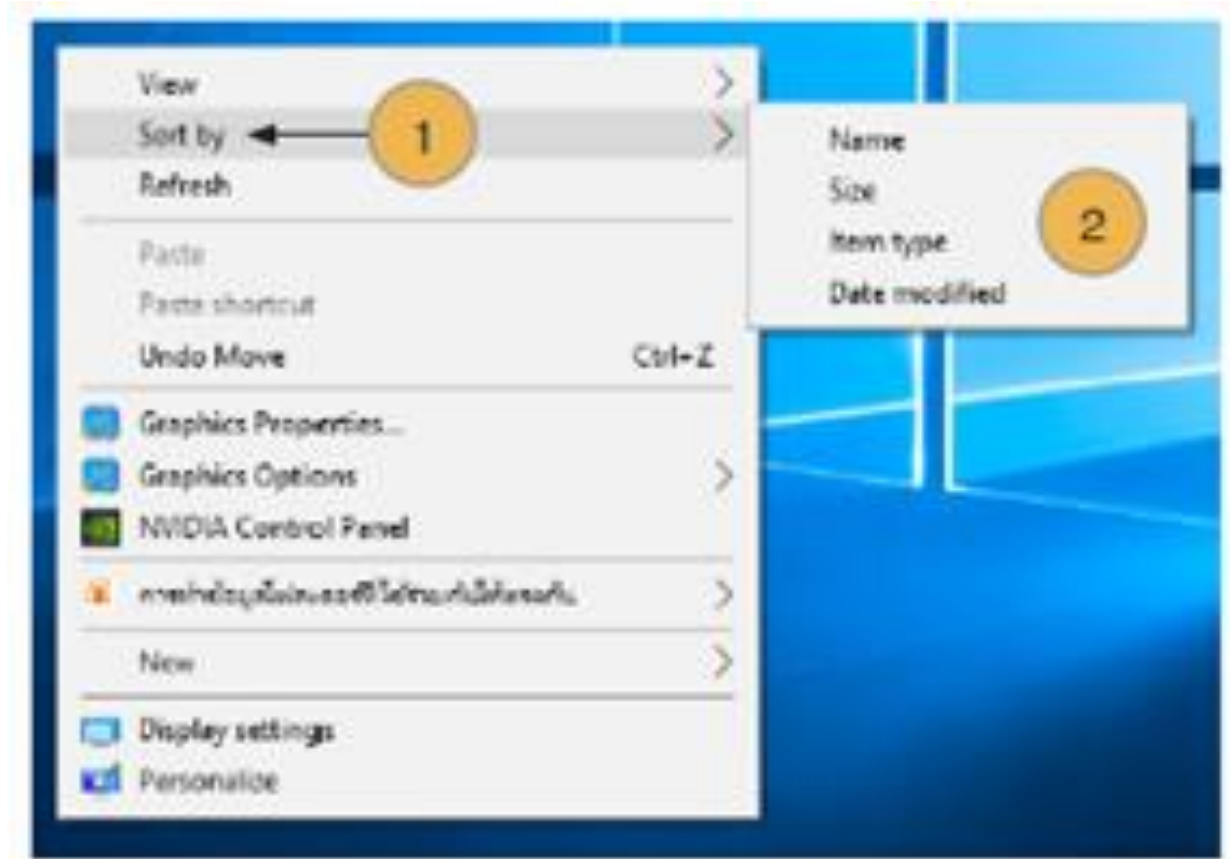 View
Sort by
1
Refresh
Paste
Paste shortcut
Undo Move Ctrl+Z
Graphics Properties...
Graphics Options
NVIDIA Control Panel
New
Display settings
Personalize
Name
Size
Item type
Date modified
2